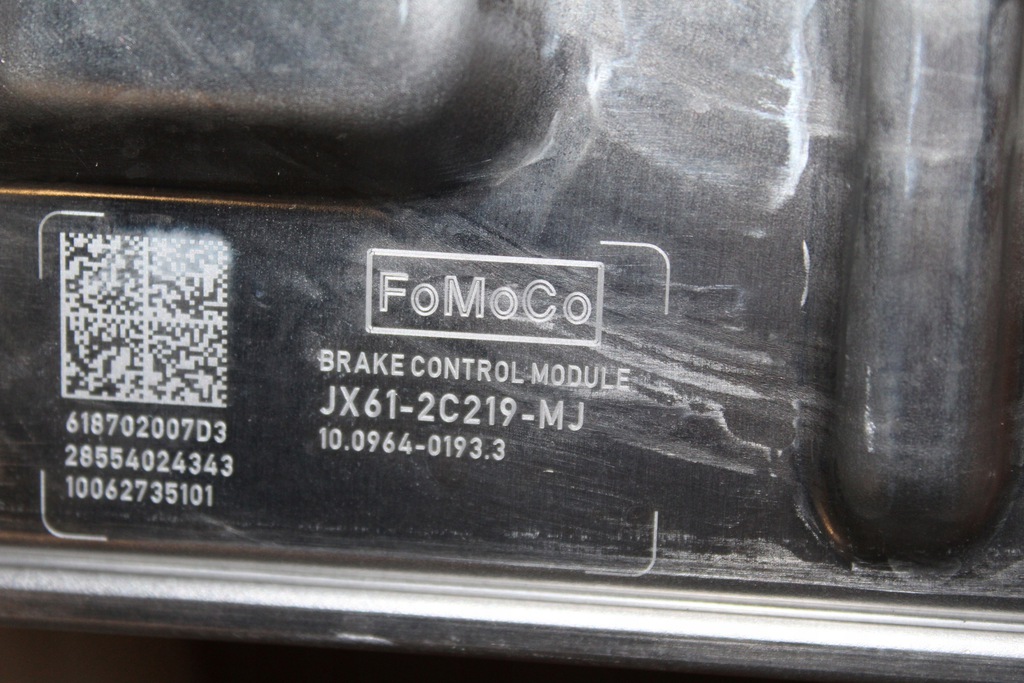 FoMoCo
BRAKE CONTROL MODULE
JX61-2C219-MJ
10.0964-0193.3
618702007D3
28554024343
10062735101